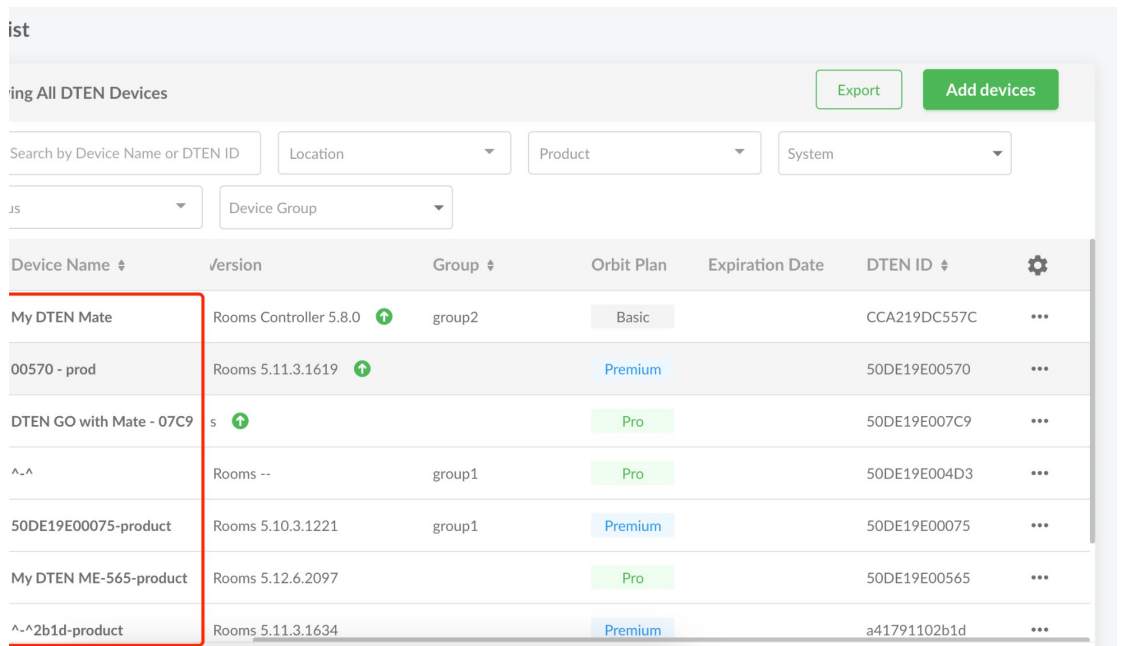 ist
ing All DTEN Devices Export Add devices
Search by Device Name or DTEN ID Location Product System
us Device Group
Device Name Version Group Orbit Plan Expiration Date DTEN ID
My DTEN Mate Rooms Controller 5.8.0 group2 Basic CCA219DC557C
00570 - prod Rooms 5.11.3.1619 Premium 50DE19E00570
DTEN GO with Mate - 07C9 s Pro 50DE19E007C9
^-^ Rooms -- group1 Pro 50DE19E004D3
50DE19E00075-product Rooms 5.10.3.1221 group1 Premium 50DE19E00075
My DTEN ME-565-product Rooms 5.12.6.2097 Pro 50DE19E00565
^-^2b1d-product Rooms 5.11.3.1634 Premium a41791102b1d